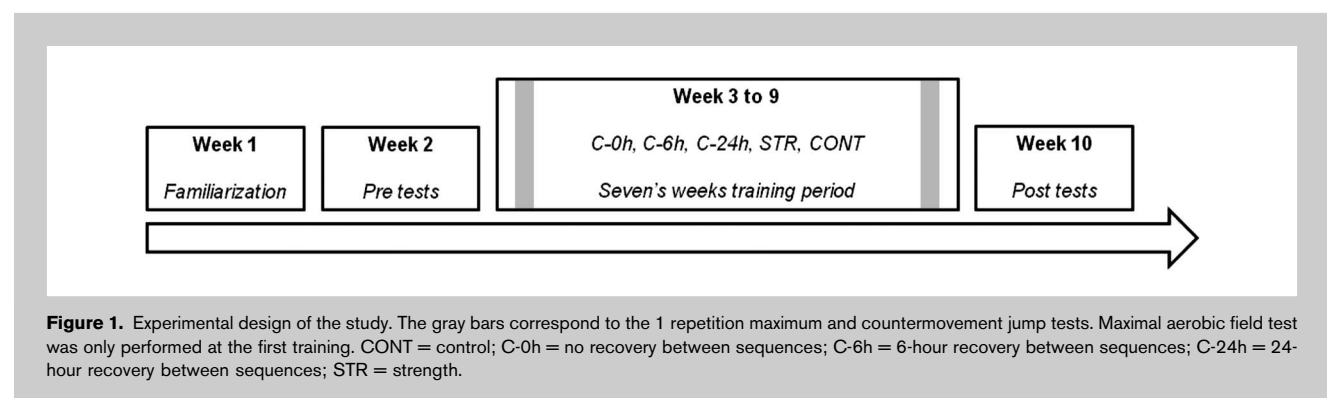 Week 1
Familiarization
Week 2
Pre tests
Week 3 to 9
C-0h, C-6h, C-24h, STR, CONT
Seven's weeks training period
Week 10
Post tests
Figure 1. Experimental design of the study. The gray bars correspond to the 1 repetition maximum and countermovement jump tests. Maximal aerobic field test
was only performed at the first training. CONT = control; C-0h = no recovery between sequences; C-6h = 6-hour recovery between sequences; C-24h = 24-
hour recovery between sequences; STR = strength.